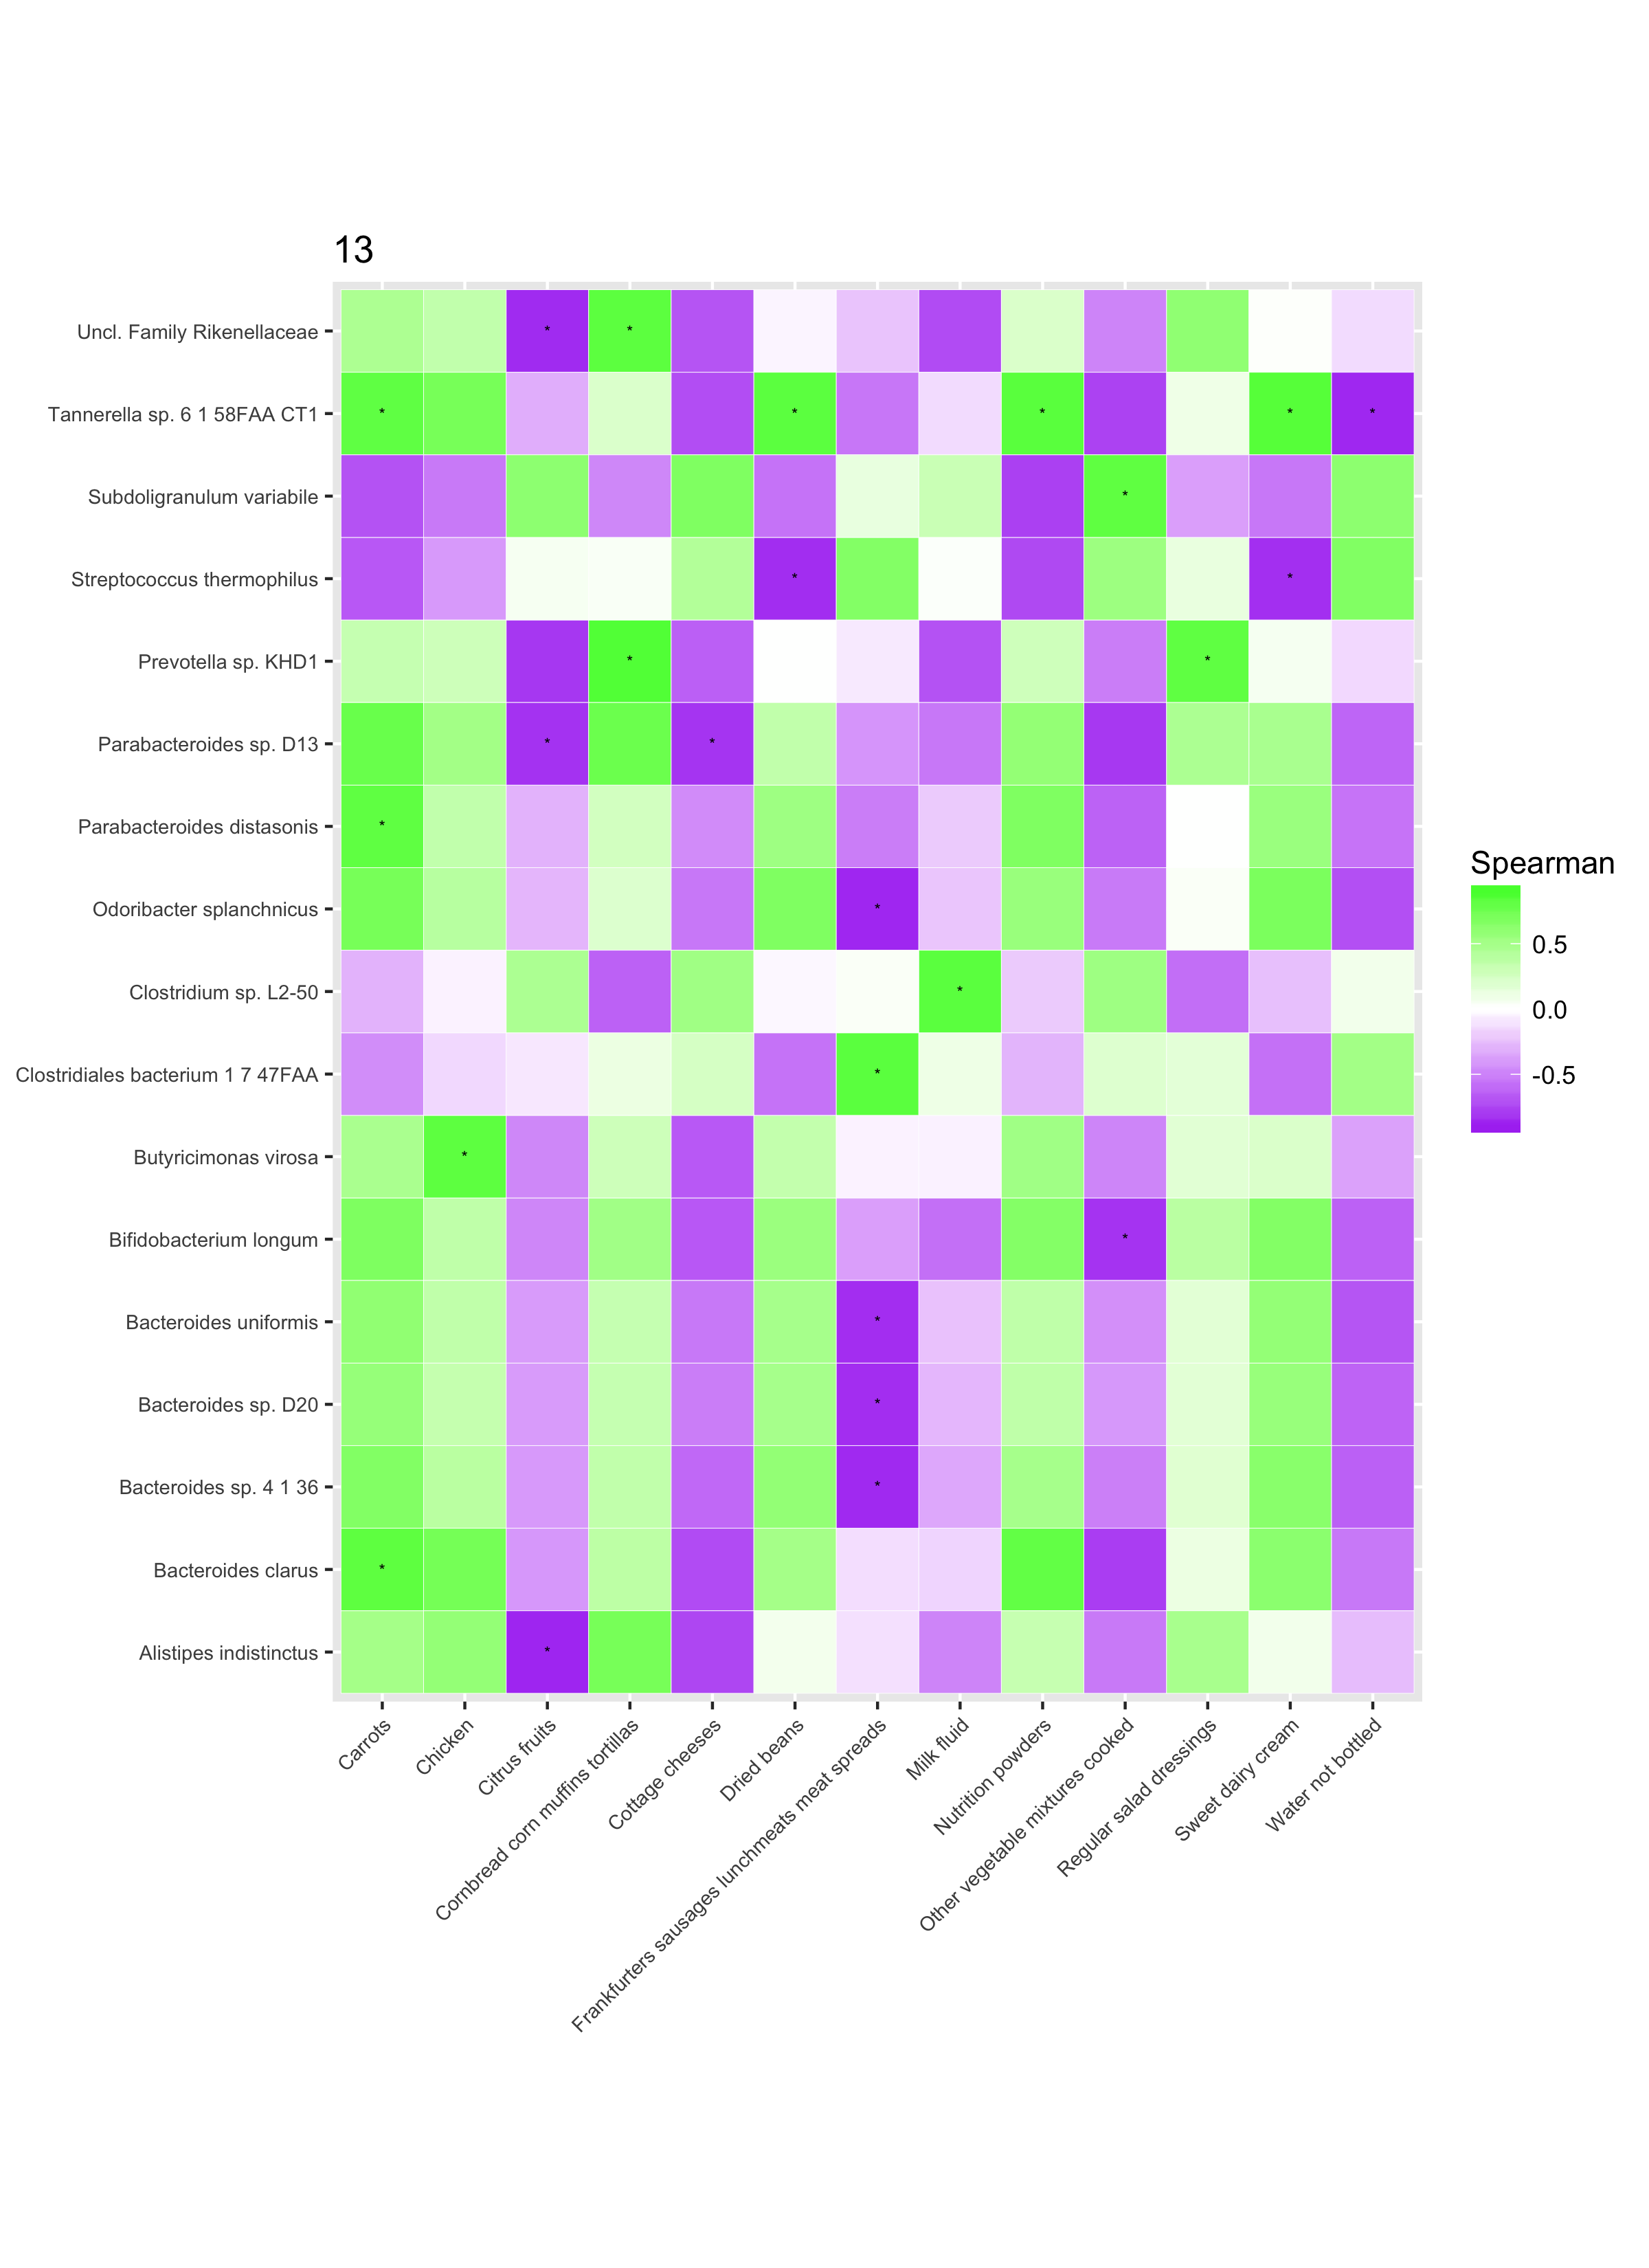 13
Uncl. Family Rikenellaceae
* *
Tannerella sp. 6 1 58FAA CT1
* * * * *
Subdoligranulum variabile
*
Streptococcus thermophilus
* *
Prevotella sp. KHD1
* *
Parabacteroides sp. D13
* *
Parabacteroides distasonis
*
Odoribacter splanchnicus
*
Clostridium sp. L2-50
*
Clostridiales bacterium 1 7 47FAA
*
Butyricimonas virosa
*
Bifidobacterium longum
*
Bacteroides uniformis
*
Bacteroides sp. D20
*
Bacteroides sp. 4 1 36
*
Bacteroides clarus
*
Alistipes indistinctus
*
Carrots
Chicken
Citrus fruits
Cornbread corn muffins tortillas
Cottage cheeses
Dried beans
Frankfurters sausages lunchmeats meat spreads
Milk fluid
Nutrition powders
Other vegetable mixtures cooked
Regular salad dressings
Sweet dairy cream
Water not bottled
Spearman
0.5
0.0
-0.5